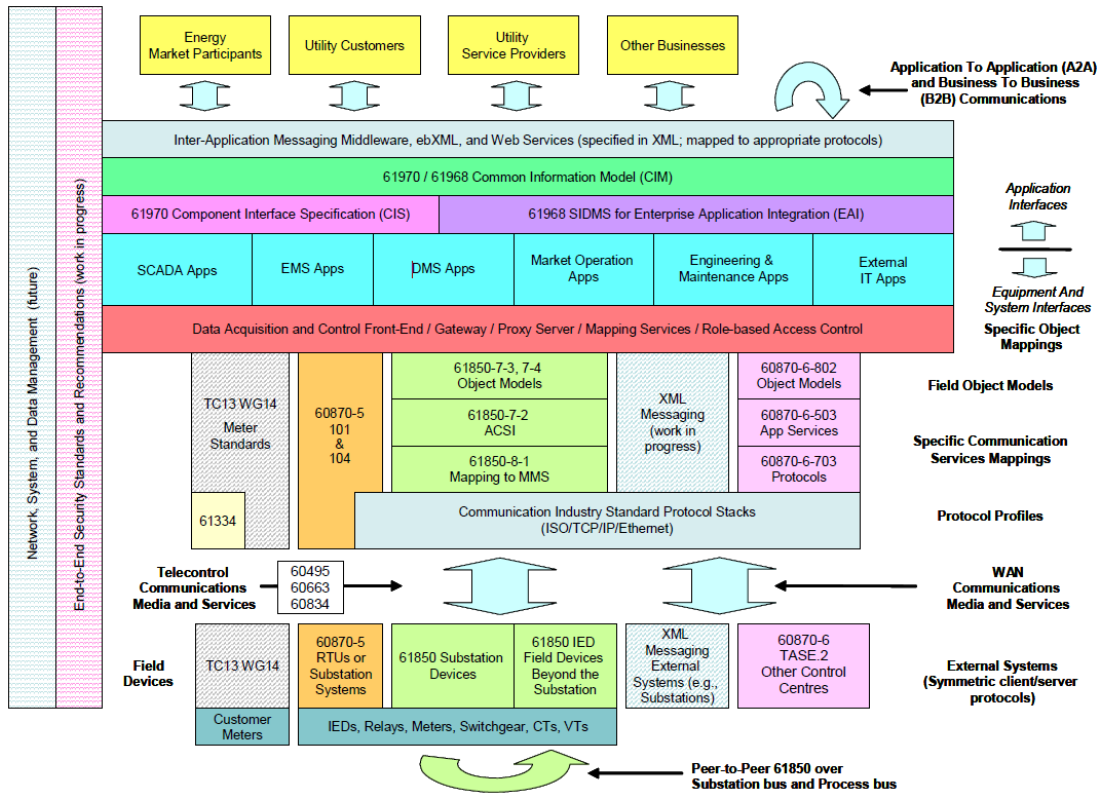 Energy
Market Participants
Utility Customers
Utility
Service Providers
Other Businesses
Application To Application (A2A)
and Business To Business
(B2B) Communications
Inter-Application Messaging Middleware, ebXML, and Web Services (specified in XML; mapped to appropriate protocols)
61970 / 61968 Common Information Model (CIM)
61970 Component Interface Specification (CIS)
61968 SIDMS for Enterprise Application Integration (EAI)
Application
Interfaces
SCADA Apps
EMS Apps
DMS Apps
Market Operation
Apps
Engineering &
Maintenance Apps
External
IT Apps
Equipment And
System Interfaces
Data Acquisition and Control Front-End / Gateway / Proxy Server / Mapping Services / Role-based Access Control
Specific Object
Mappings
TC13 WG14
Meter
Standards
61334
60870-5
101
&
104
61850-7-3, 7-4
Object Models
61850-7-2
ACSI
61850-8-1
Mapping to MMS
XML
Messaging
(work in
progress)
60870-6-802
Object Models
60870-6-503
App Services
60870-6-703
Protocols
Field Object Models
Specific Communication
Services Mappings
Communication Industry Standard Protocol Stacks
(ISO/TCP/IP/Ethernet)
Protocol Profiles
Telecontrol
Communications
Media and Services
60495
60663
60834
WAN
Communications
Media and Services
Field
Devices
TC13 WG14
60870-5
RTUs or
Substation
Systems
61850 Substation
Devices
61850 IED
Field Devices
Beyond the
Substation
XML
Messaging
External
Systems (e.g.,
Substations)
60870-6
TASE.2
Other Control
Centres
External Systems
(Symmetric client/server
protocols)
Customer
Meters
IEDs, Relays, Meters, Switchgear, CTs, VTs
Peer-to-Peer 61850 over
Substation bus and Process bus
Network, System, and Data Management (future)
End-to-End Security Standards and Recommendations (work in progress)